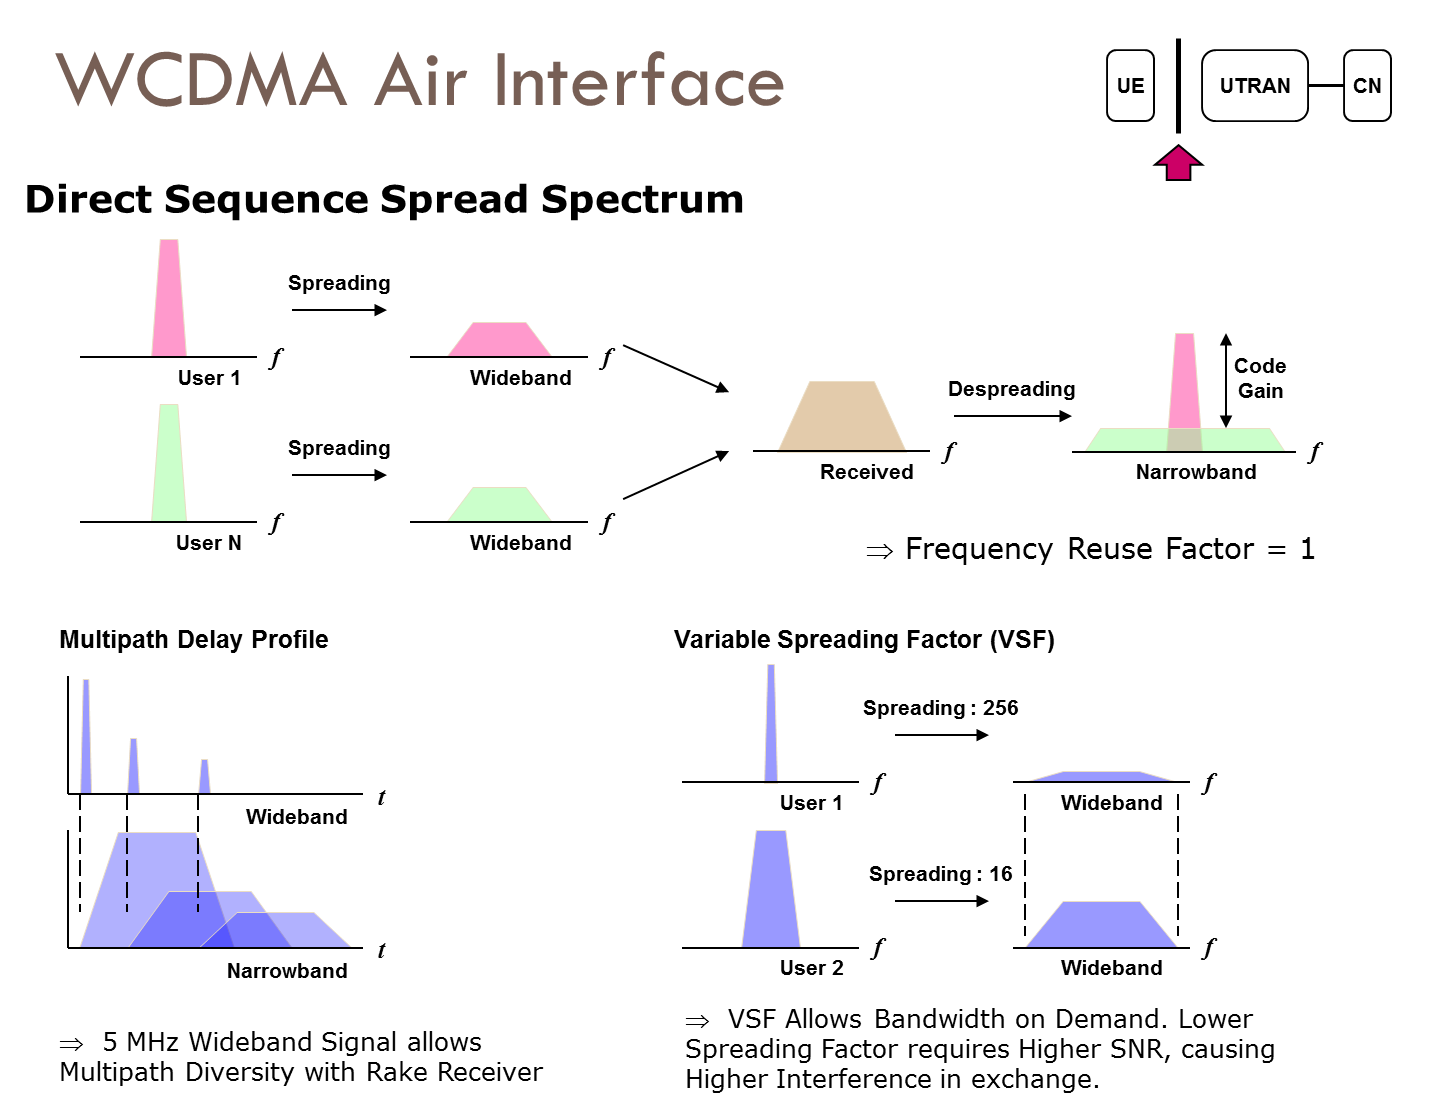 WCDMA Air Interface
UE
UTRAN
CN
Direct Sequence Spread Spectrum
Spreading
f
User 1
f
Wideband
Spreading
f
User N
f
Wideband
f
Received
Despreading
Code
Gain
f
Narrowband
⇒ Frequency Reuse Factor = 1
Multipath Delay Profile
t
Wideband
t
Narrowband
⇒ 5 MHz Wideband Signal allows
Multipath Diversity with Rake Receiver
Variable Spreading Factor (VSF)
Spreading : 256
f
User 1
f
Wideband
Spreading : 16
f
User 2
f
Wideband
⇒ VSF Allows Bandwidth on Demand. Lower
Spreading Factor requires Higher SNR, causing
Higher Interference in exchange.